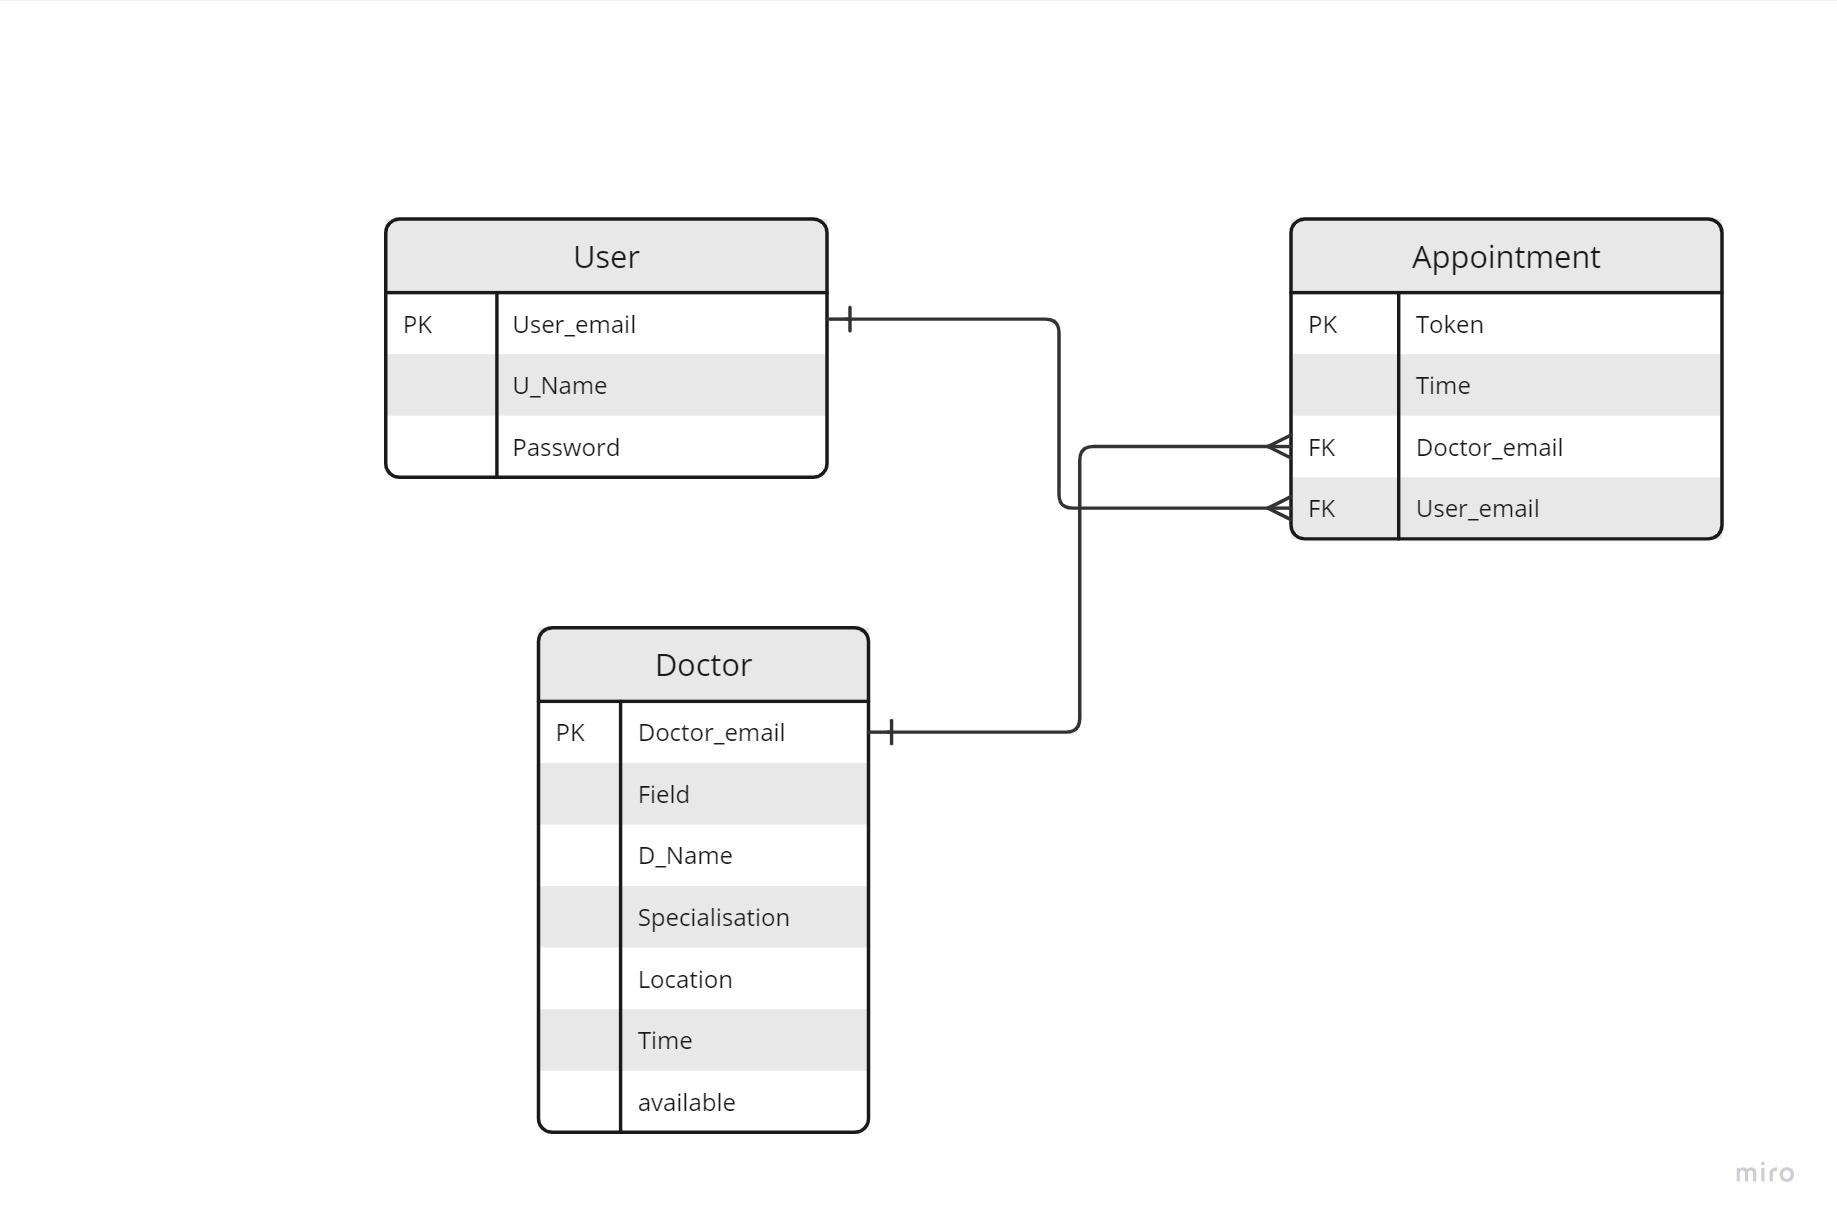 User
PK User_email
U_Name
Password
Appointment
PK Token
Time
FK Doctor_email
FK User_email
Doctor
PK Doctor_email
Field
D_Name
Specialisation
Location
Time
available
miro